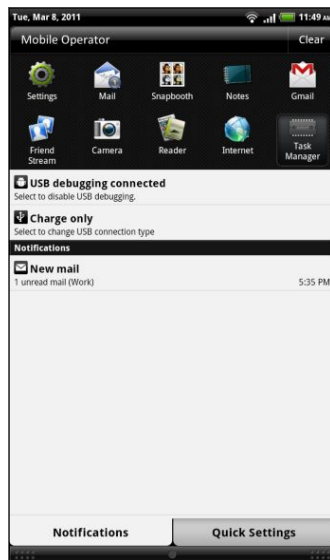 Tue, Mar 8, 2011 11:49 AM
Mobile Operator Clear
Settings Mail Snapbooth Notes Gmail
Friend Stream Camera Reader Internet Task Manager
USB debugging connected
Select to disable USB debugging.
Charge only
Select to change USB connection type
Notifications
New mail
1 unread mail (Work) 5:35 PM
Notifications Quick Settings